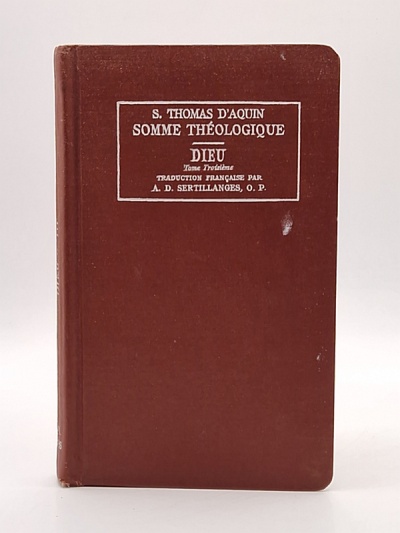 S. THOMAS D'AQUIN
SOMME THÉOLOGIQUE
DIEU
Tome Troisième
TRADUCTION FRANÇAISE PAR
A. D. SERTILLANGES, O. P.